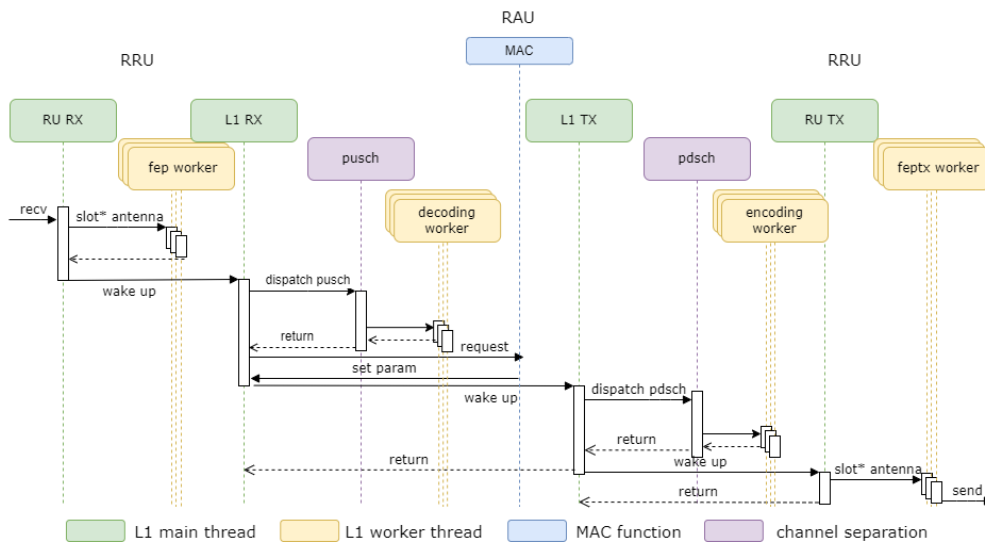 RAU
MAC
RRU
RRU
RU RX
L1 RX
L1 TX
RU TX
fep worker
pusch
pdsch
feptx worker
decoding
worker
encoding
worker
recv
slot* antenna
wake up
dispatch pusch
return
request
set param
wake up
dispatch pdsch
return
return
wake up
slot* antenna
return
send
L1 main thread
L1 worker thread
MAC function
channel separation